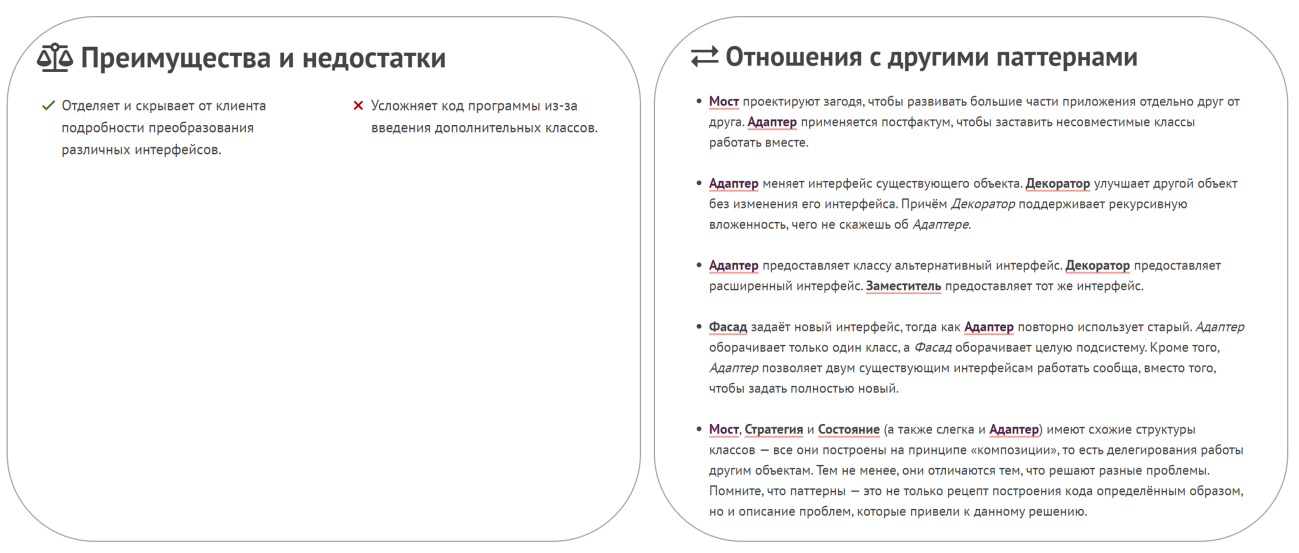 Преимущества и недостатки
Отделяет и скрывает от клиента
подробности преобразования
различных интерфейсов.
Усложняет код программы из-за
введения дополнительных классов.
Отношения с другими паттернами
• Мост проектируют загодя, чтобы развивать большие части приложения отдельно друг от
друга. Адаптер применяется постфактум, чтобы заставить несовместимые классы
работать вместе.
• Адаптер меняет интерфейс существующего объекта. Декоратор улучшает другой объект
без изменения его интерфейса. Причём Декоратор поддерживает рекурсивную
вложенность, чего не скажешь об Адаптере.
• Адаптер предоставляет классу альтернативный интерфейс. Декоратор предоставляет
расширенный интерфейс. Заместитель предоставляет тот же интерфейс.
• Фасад задаёт новый интерфейс, тогда как Адаптер повторно использует старый. Адаптер
оборачивает только один класс, а Фасад оборачивает целую подсистему. Кроме того,
Адаптер позволяет двум существующим интерфейсам работать сообща, вместо того,
чтобы задать полностью новый.
• Мост, Стратегия и Состояние (а также слегка и Адаптер) имеют схожие структуры
классов — все они построены на принципе «композиции», то есть делегирования работы
другим объектам. Тем не менее, они отличаются тем, что решают разные проблемы.
Помните, что паттерны — это не только рецепт построения кода определённым образом,
но и описание проблем, которые привели к данному решению.